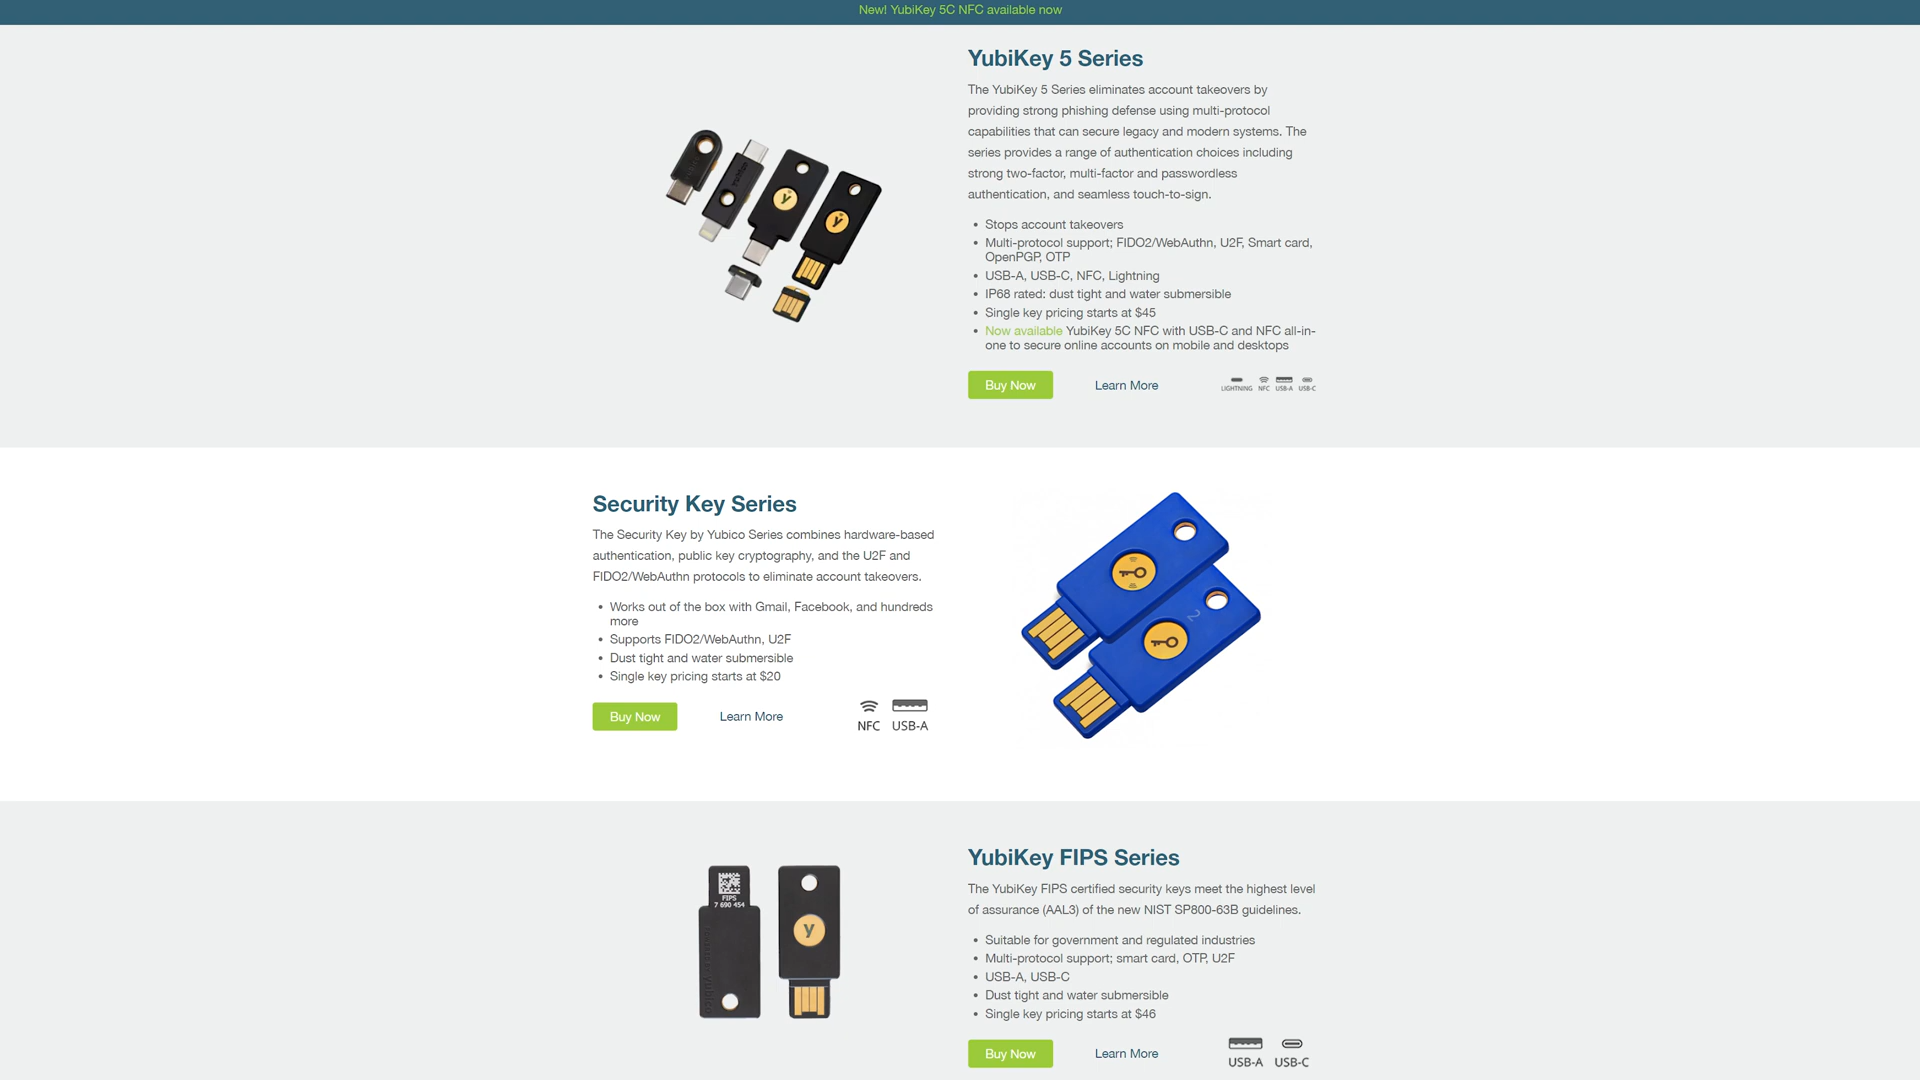 New! YubiKey 5C NFC available now
YubiKey 5 Series
The YubiKey 5 Series eliminates account takeovers by
providing strong phishing defense using multi-protocol
capabilities that can secure legacy and modern systems. The
series provides a range of authentication choices including
strong two-factor, multi-factor and passwordless
authentication, and seamless touch-to-sign.
• Stops account takeovers
• Multi-protocol support; FIDO2/WebAuthn, U2F, Smart card,
OpenPGP, OTP
• USB-A, USB-C, NFC, Lightning
• IP68 rated: dust tight and water submersible
• Single key pricing starts at $45
• Now available YubiKey 5C NFC with USB-C and NFC all-in-
one to secure online accounts on mobile and desktops
Buy Now Learn More LIGHTNING NFC USB-A USB-C
y y
Security Key Series
The Security Key by Yubico Series combines hardware-based
authentication, public key cryptography, and the U2F and
FIDO2/WebAuthn protocols to eliminate account takeovers.
• Works out of the box with Gmail, Facebook, and hundreds
more
• Supports FIDO2/WebAuthn, U2F
• Dust tight and water submersible
• Single key pricing starts at $20
Buy Now Learn More NFC USB-A
2
YubiKey FIPS Series
The YubiKey FIPS certified security keys meet the highest level
of assurance (AAL3) of the new NIST SP800-63B guidelines.
• Suitable for government and regulated industries
• Multi-protocol support; smart card, OTP, U2F
• USB-A, USB-C
• Dust tight and water submersible
• Single key pricing starts at $46
Buy Now Learn More USB-A USB-C
FIPS
7 690 454
y